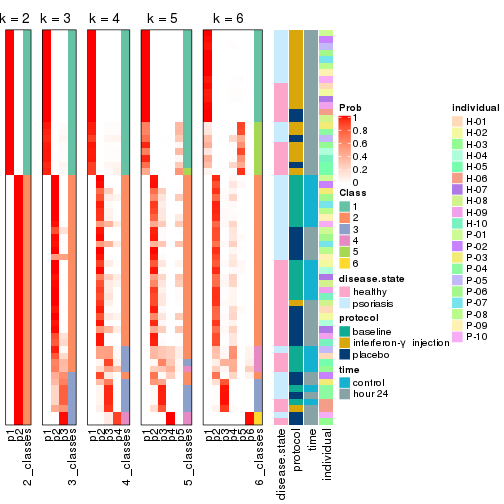 k = 2
k = 3
k = 4
k = 5
k = 6
p1
p2
2_classes
p1
p2
p3
3_classes
p1
p2
p3
p4
4_classes
p1
p2
p3
p4
p5
5_classes
p1
p2
p3
p4
p5
p6
6_classes
disease.state
protocol
time
individual
Prob
1
0.8
0.6
0.4
0.2
0
Class
1
2
3
4
5
6
disease.state
healthy
psoriasis
protocol
baseline
interferon-γ injection
placebo
time
control
hour 24
individual
H-01
H-02
H-03
H-04
H-05
H-06
H-07
H-08
H-09
H-10
P-01
P-02
P-03
P-04
P-05
P-06
P-07
P-08
P-09
P-10